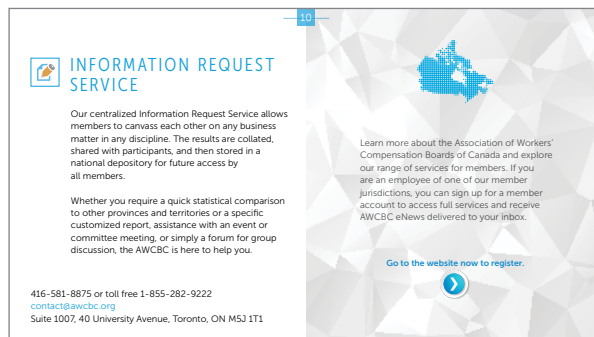 10
INFORMATION REQUEST
SERVICE
Our centralized Information Request Service allows
members to canvass each other on any business
matter in any discipline. The results are collated,
shared with participants, and then stored in a
national depository for future access by
all members.
Whether you require a quick statistical comparison
to other provinces and territories or a specific
customized report, assistance with an event or
committee meeting, or simply a forum for group
discussion, the AWCBC is here to help you.
416-581-8875 or toll free 1-855-282-9222
contact@awcbc.org
Suite 1007, 40 University Avenue, Toronto, ON M5J 1T1
Learn more about the Association of Workers'
Compensation Boards of Canada and explore
our range of services for members. If you
are an employee of one of our member
jurisdictions, you can sign up for a member
account to access full services and receive
AWCBC eNews delivered to your inbox.
Go to the website now to register.